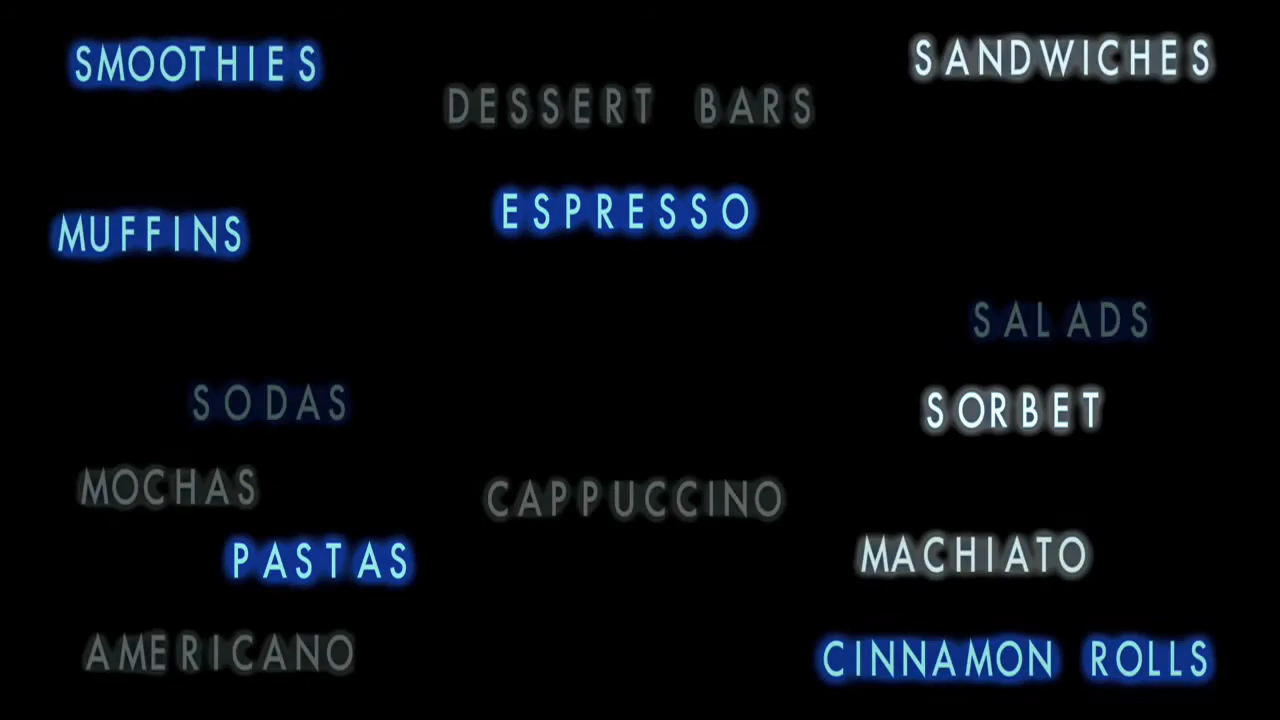 SMOOTHIES
SANDWICHES
DESSERT BARS
ESPRESSO
MUFFINS
SALADS
SODAS
SORBET
MOCHAS
CAPPUCCINO
PASTAS
MACHIATO
AMERICANO
CINNAMON ROLLS